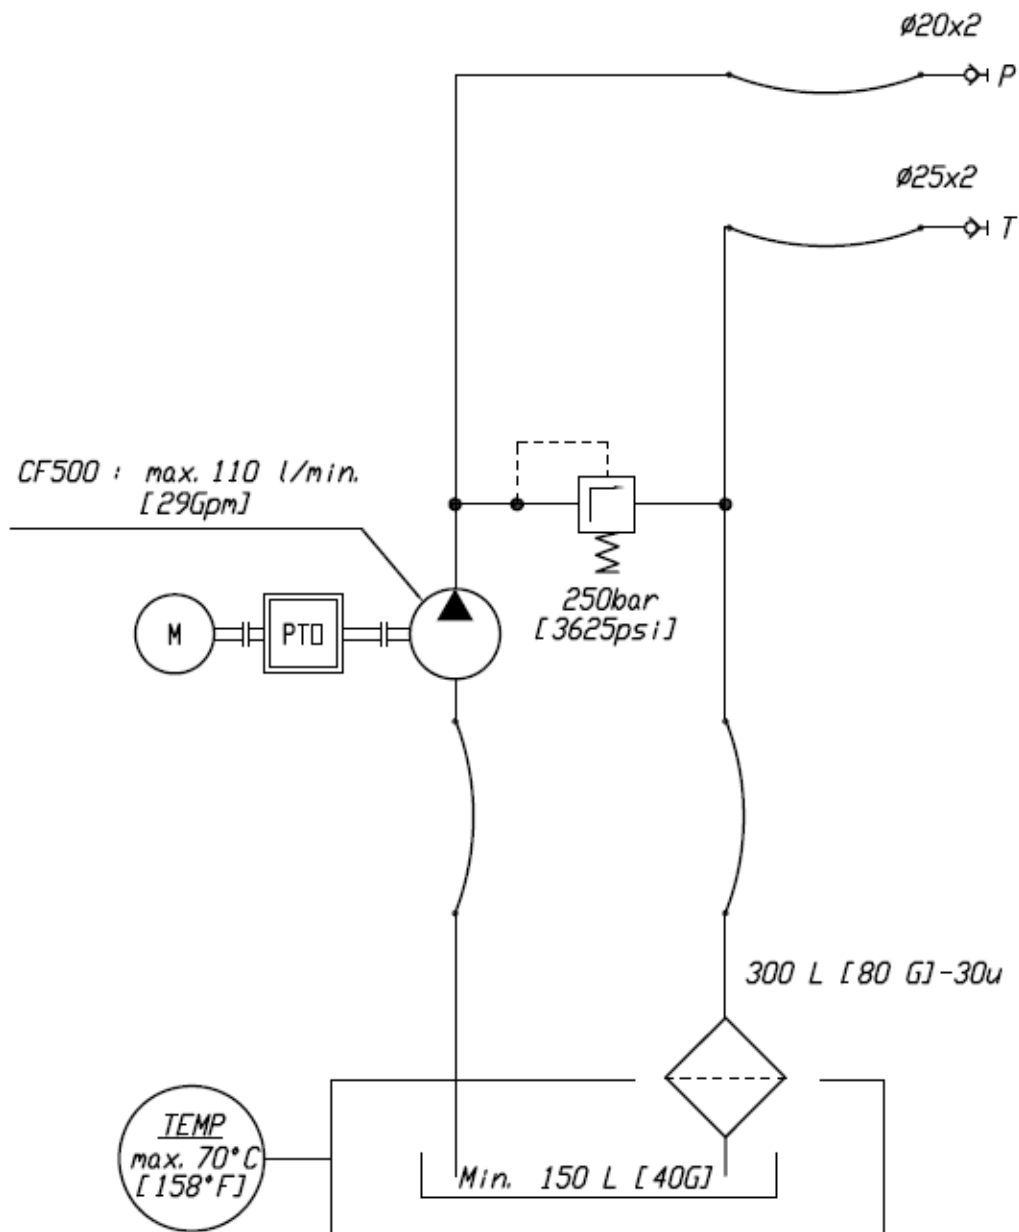 ø20x2
P
ø25x2
T
CF500 : max. 110 l/min.
[29Gpm]
250bar
[3625psi]
M
PTO
300 L [80 G]-30u
TEMP
max. 70°C
[158°F]
Min. 150 L [40G]